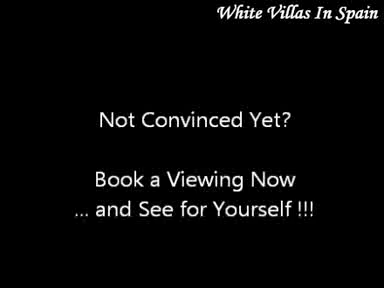 White Villas In Spain
Not Convinced Yet?
Book a Viewing Now
... and See for Yourself !!!